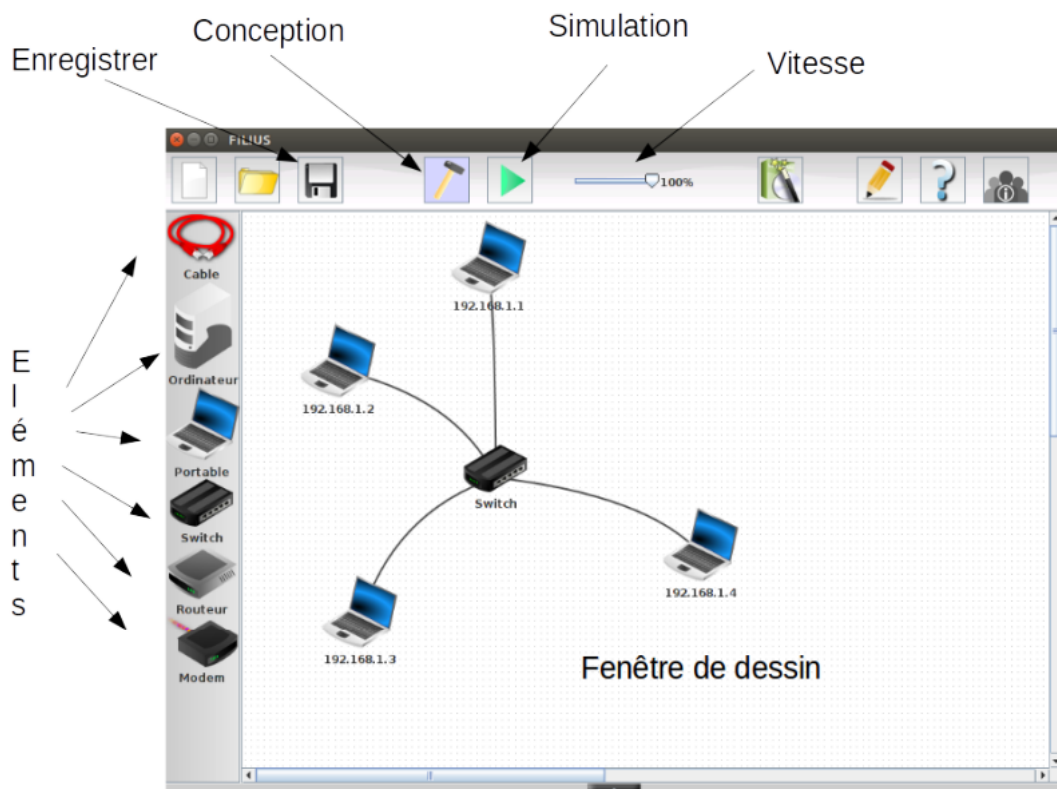 Conception
Simulation
Enregistrer
Vitesse
FILIUS
100%
Cable
192.168.1.1
Ordinateur
192.168.1.2
Eléments
Portable
Switch
Switch
192.168.1.4
Routeur
192.168.1.3
Fenêtre de dessin
Modem